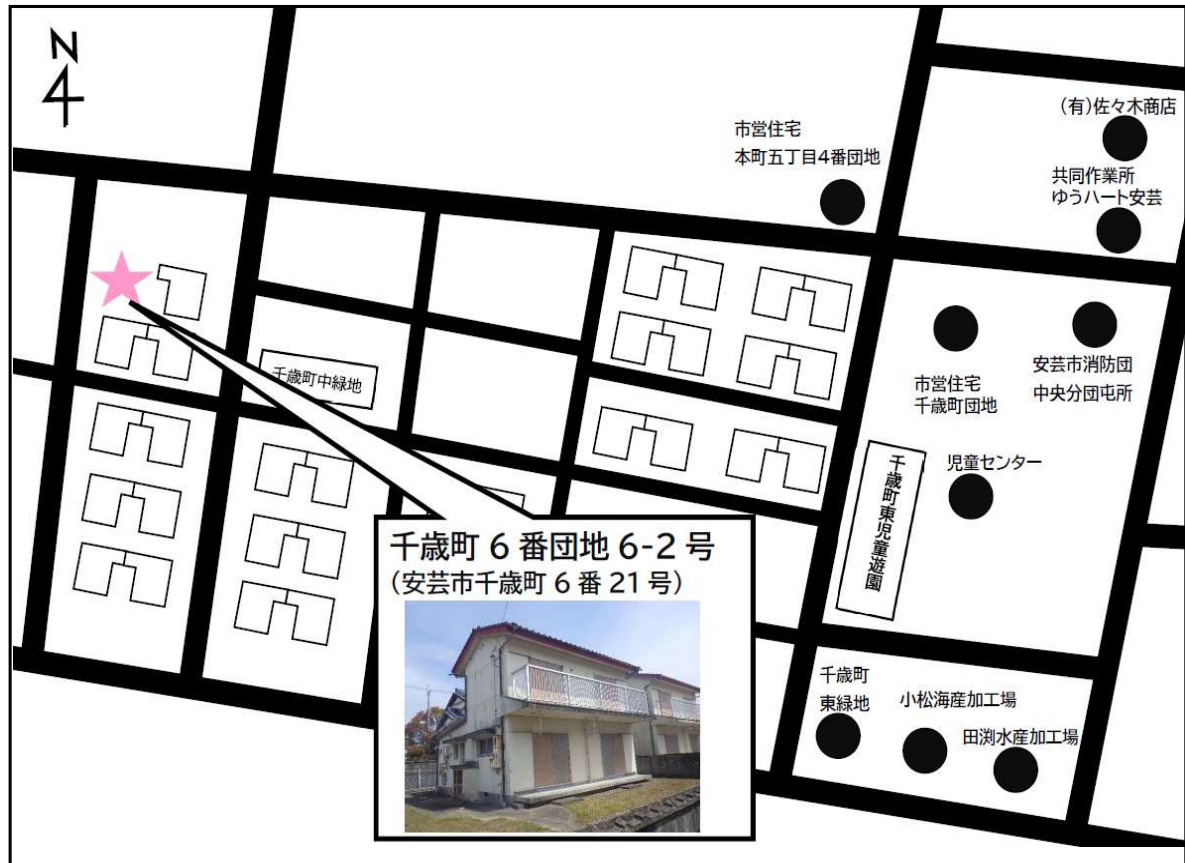 N
(有)佐々木商店
市営住宅
本町五丁目4番団地
共同作業所
ゆうハート安芸
千歳町中緑地
市営住宅
千歳町団地
安芸市消防団
中央分団屯所
児童センター
千歳町東児童遊園
千歳町 6 番団地 6-2 号
(安芸市千歳町 6 番 21 号)
千歳町
東緑地
小松海産加工場
田渕水産加工場